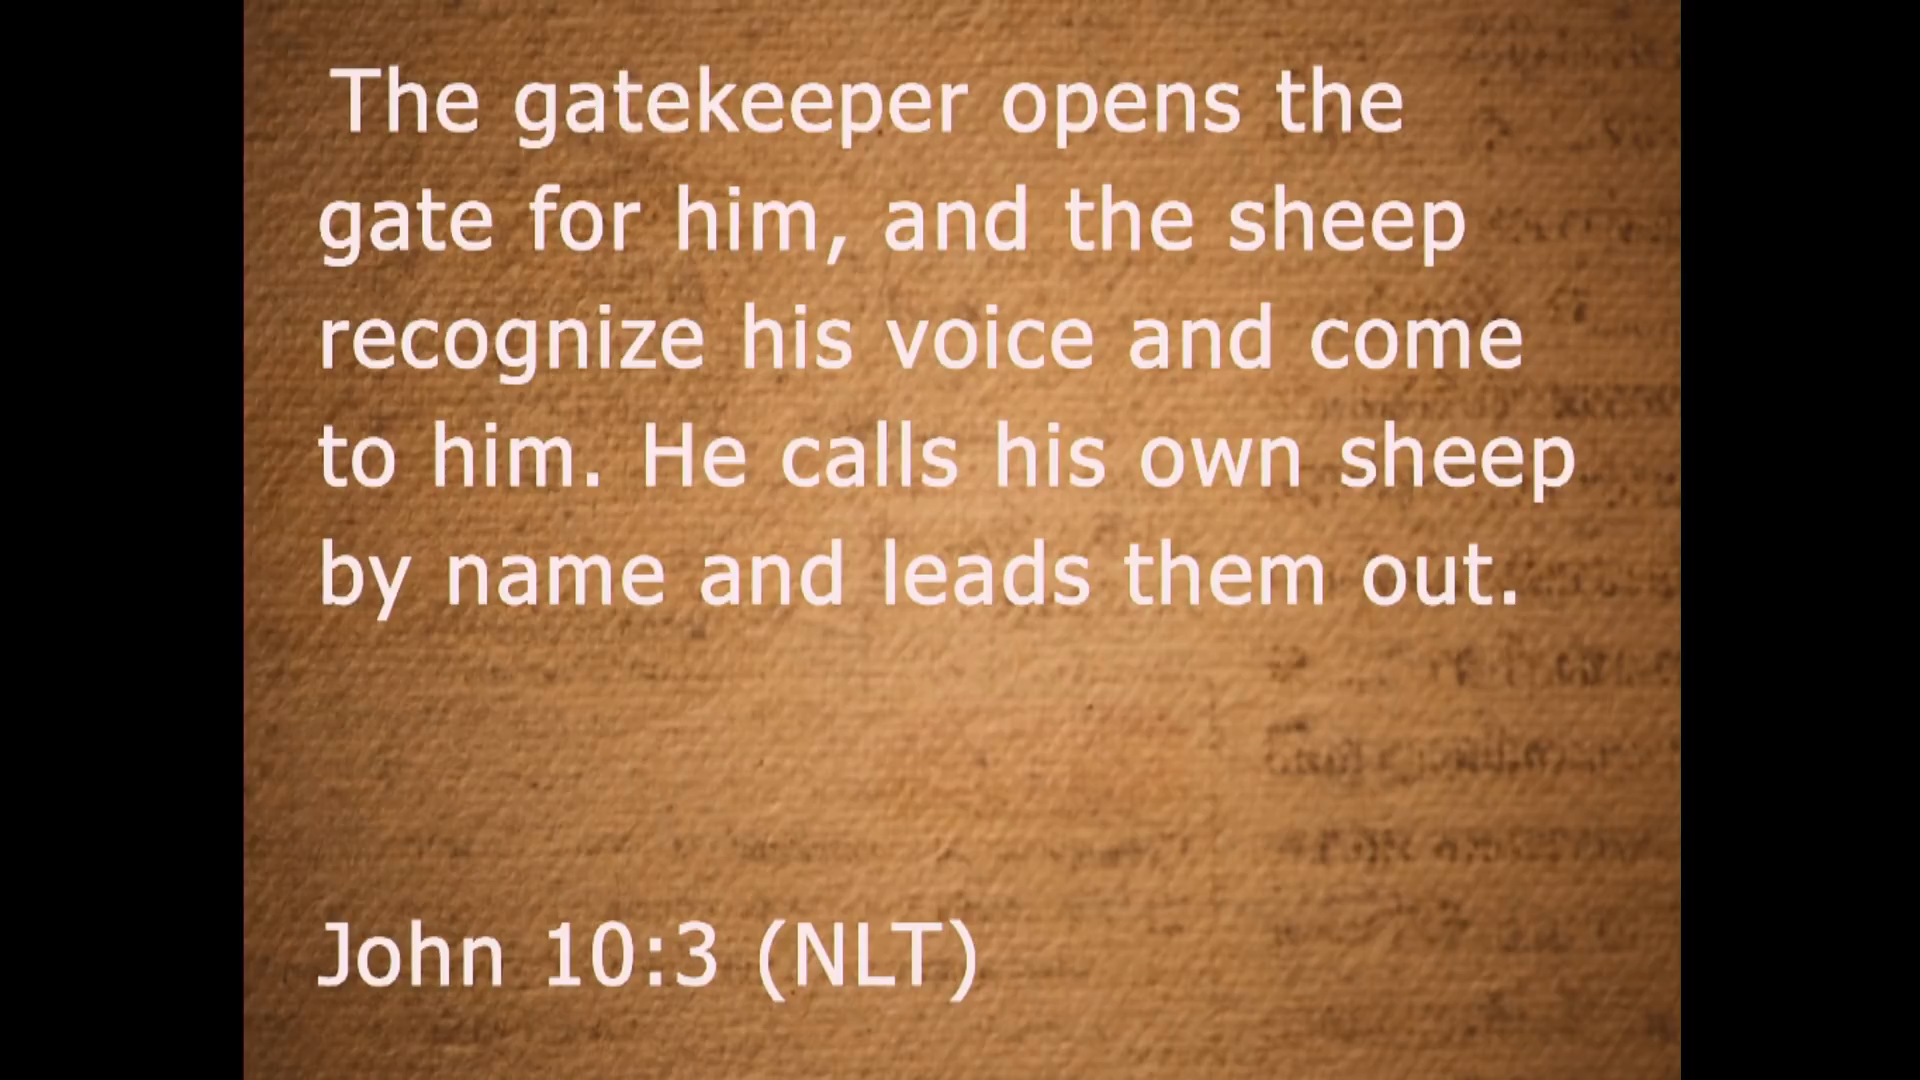 The gatekeeper opens the
gate for him, and the sheep
recognize his voice and come
to him. He calls his own sheep
by name and leads them out.
John 10:3 (NLT)